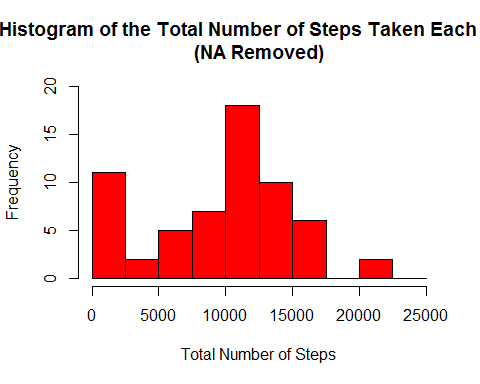 Histogram of the Total Number of Steps Taken Each
(NA Removed)
20
15
10
5
0
Frequency
0 5000 10000 15000 20000 25000
Total Number of Steps